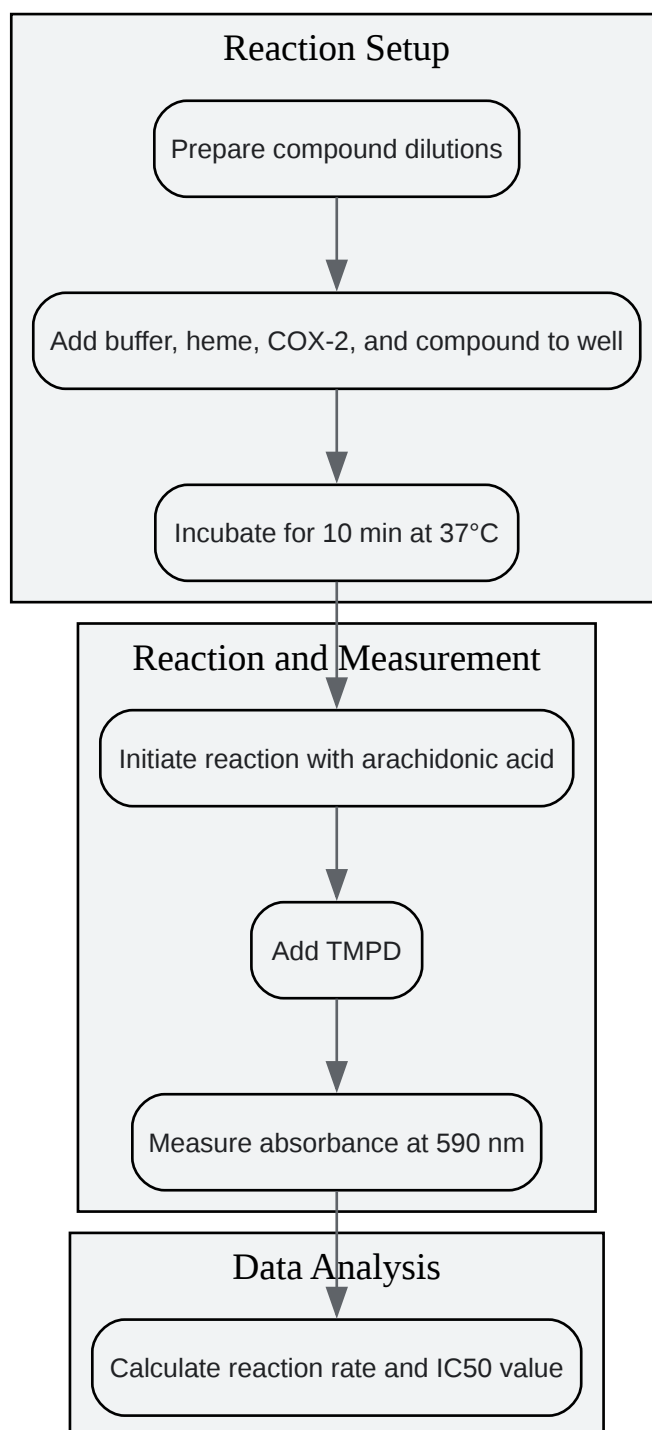 Reaction Setup
Prepare compound dilutions
Add buffer, heme, COX-2, and compound to well
Incubate for 10 min at 37°C
Reaction and Measurement
Initiate reaction with arachidonic acid
Add TMPD
Measure absorbance at 590 nm
Data Analysis
Calculate reaction rate and IC50 value